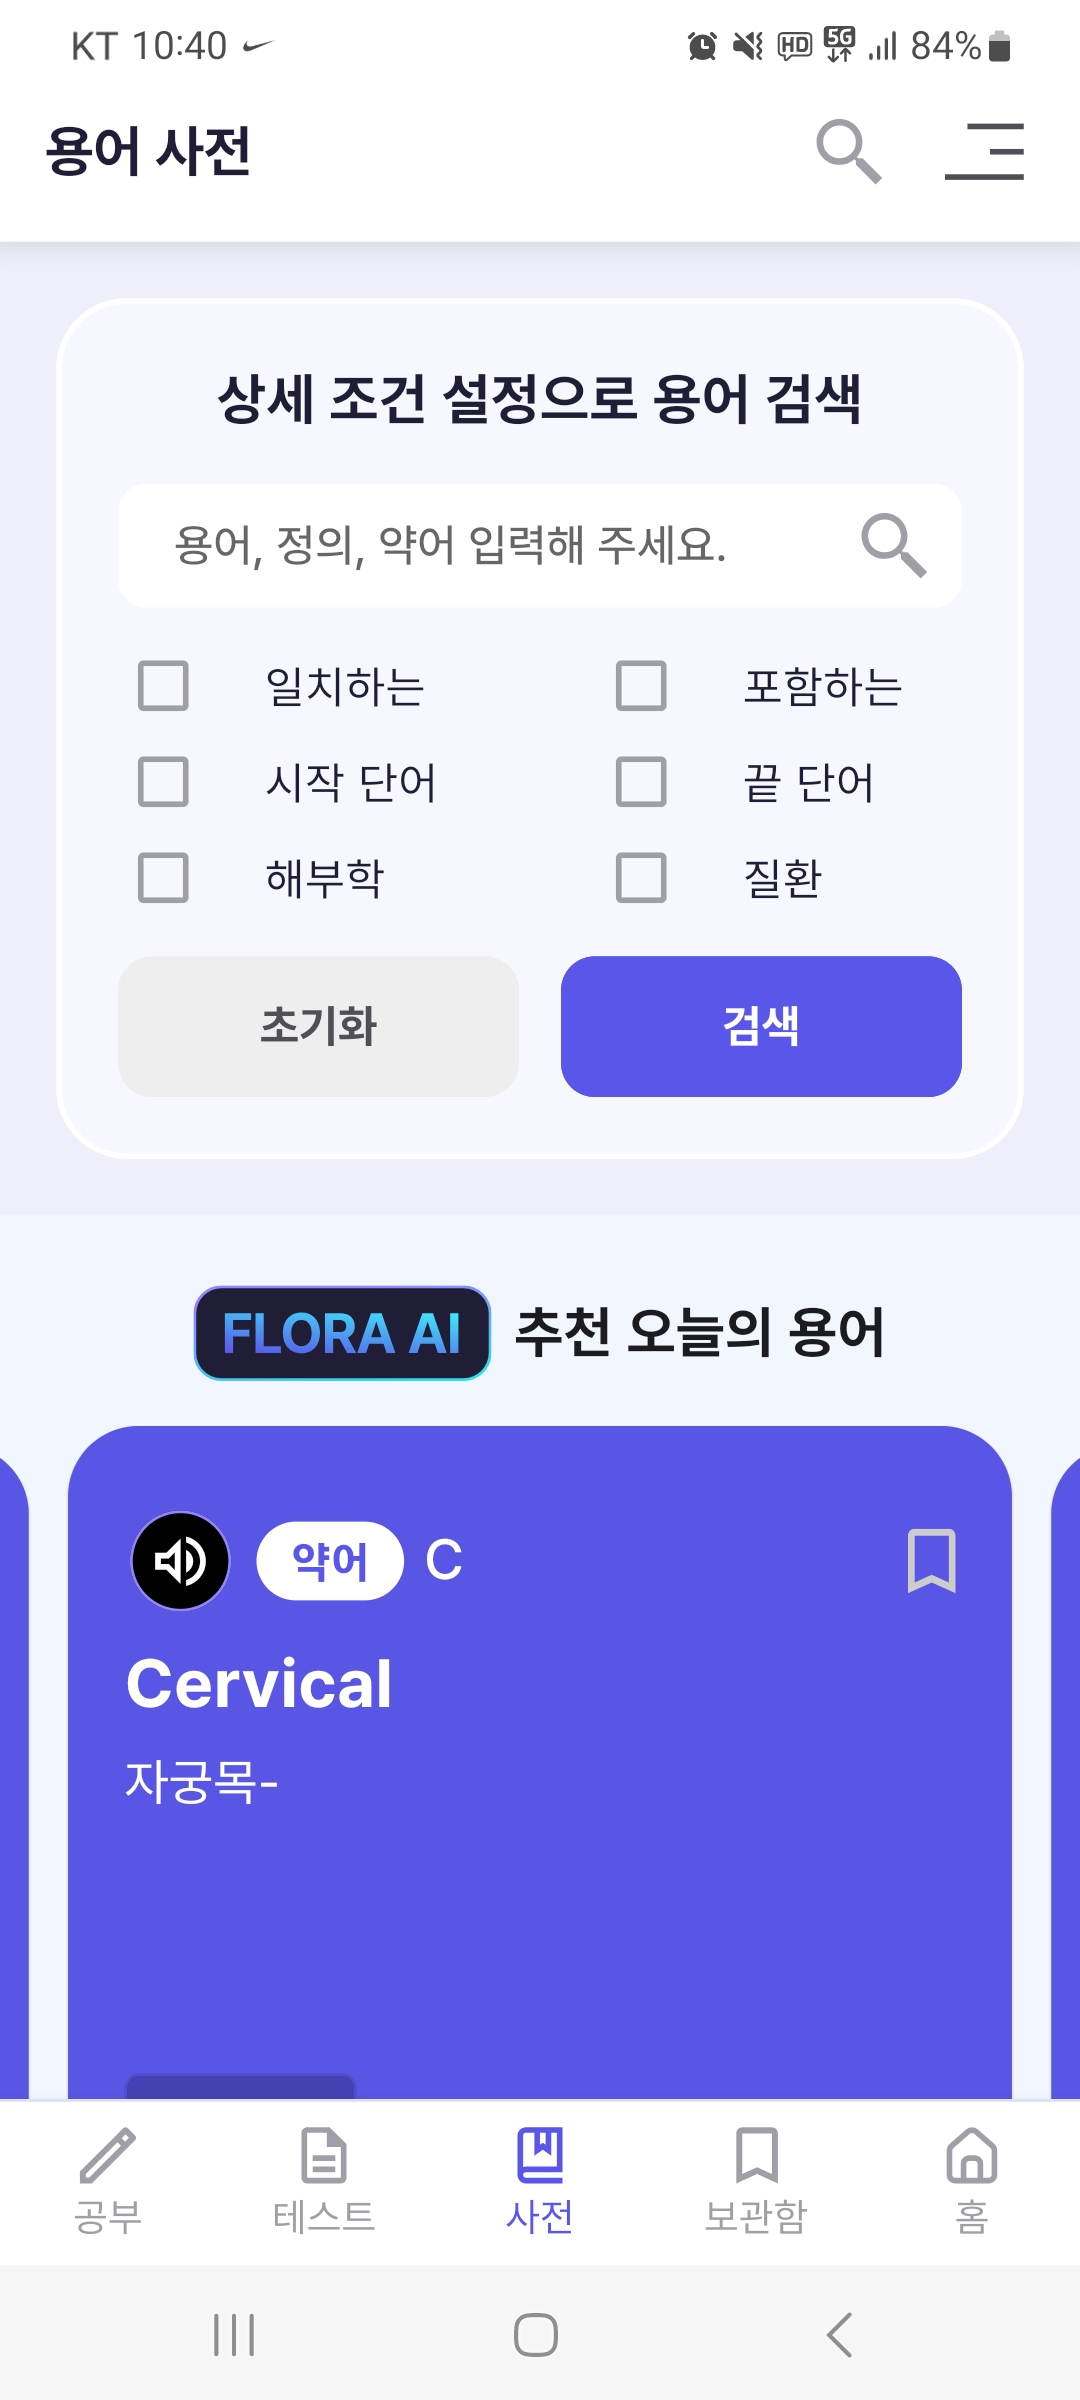 KT 10:40 HD 5G 84%
용어 사전
상세 조건 설정으로 용어 검색
용어, 정의, 약어 입력해 주세요.
일치하는 포함하는
시작 단어 끝 단어
해부학 질환
초기화 검색
FLORA AI 추천 오늘의 용어
약어 C
Cervical
자궁목-
공부 테스트 사전 보관함 홈